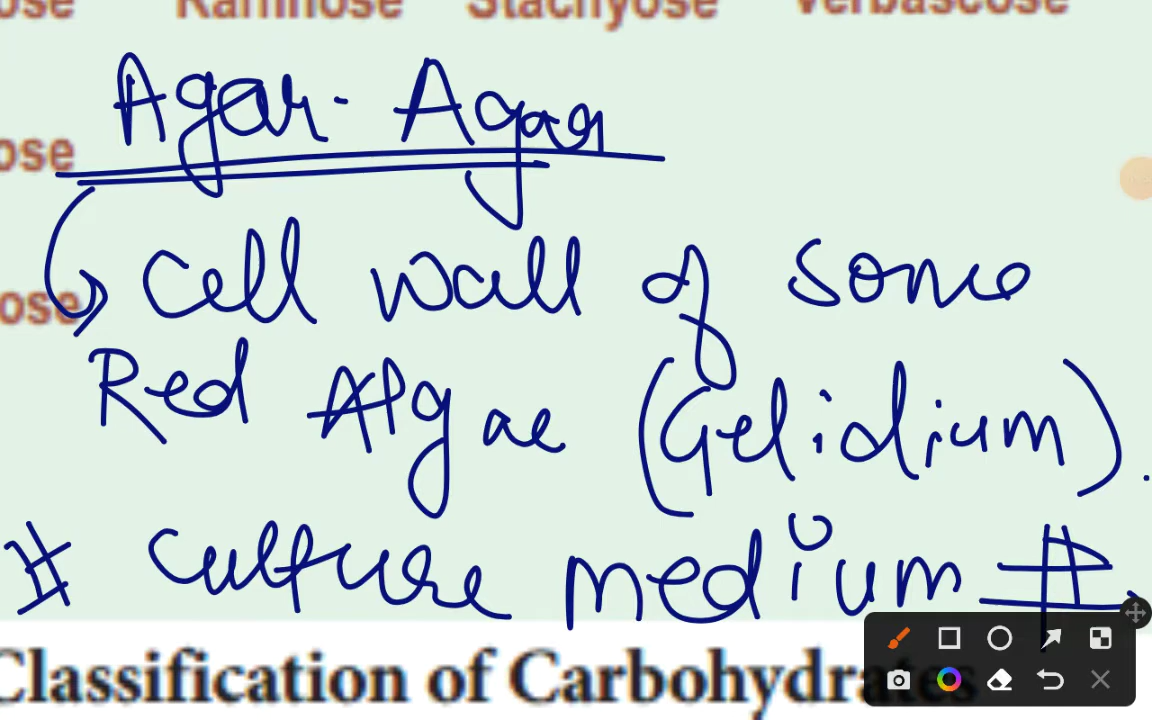 ose Raffinose Stachyose Verbascose
Agar-Agar
ose
Cell wall of some
ose
Red Algae (Gelidium).
# Culture medium #
Classification of Carbohydrates